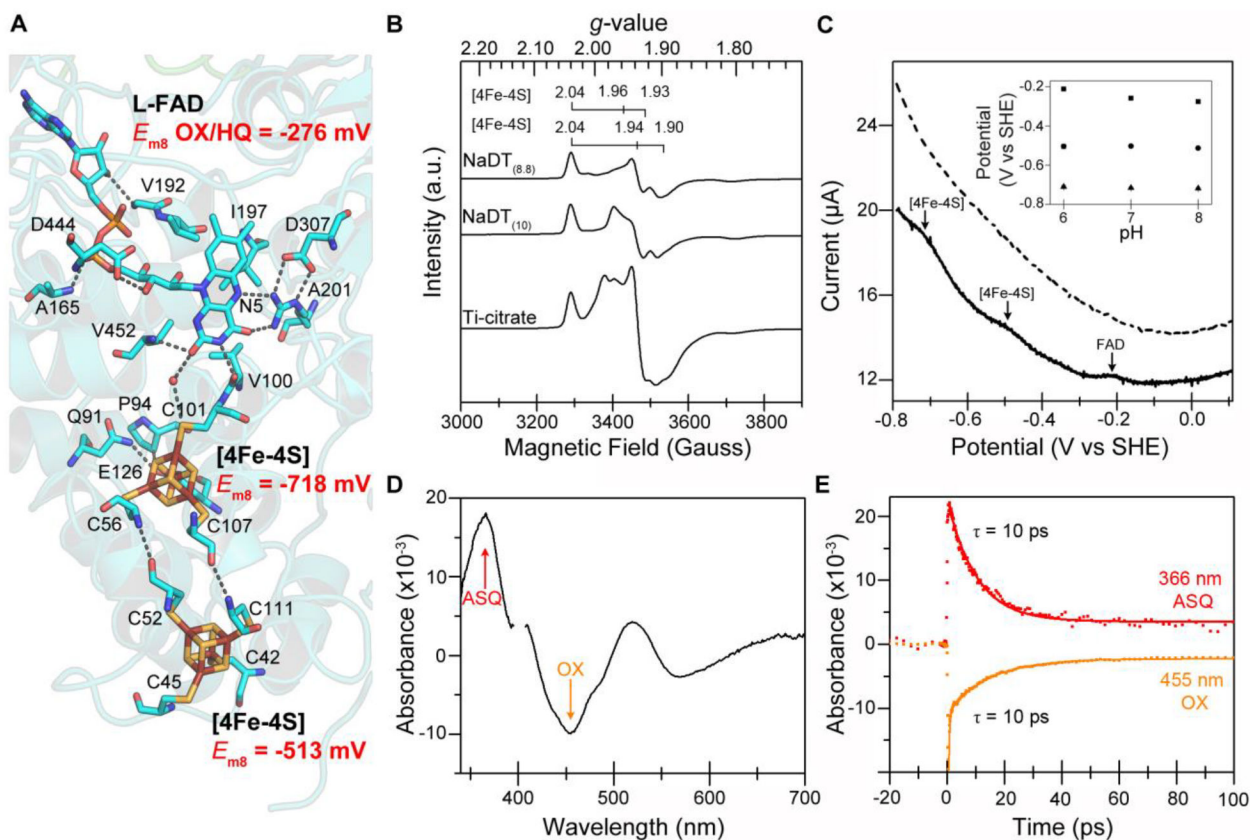 A
L-FAD
Em8 OX/HQ = -276 mV
V192
I197
D444
D307
A165
N5
A201
V452
V100
P94
C101
Q91
[4Fe-4S]
E126
Em8 = -718 mV
C56
C107
C52
C111
C42
C45
[4Fe-4S]
Em8 = -513 mV
B
g-value
2.20 2.10 2.00 1.90 1.80
[4Fe-4S] 2.04 1.96 1.93
[4Fe-4S] 2.04 1.94 1.90
NaDT(8.8)
NaDT(10)
Ti-citrate
Intensity (a.u.)
3000 3200 3400 3600 3800
Magnetic Field (Gauss)
C
Current (µA)
24
20
16
12
[4Fe-4S]
[4Fe-4S]
FAD
-0.8 -0.6 -0.4 -0.2 0.0
Potential (V vs SHE)
Potential
(V vs SHE)
-0.2
-0.4
-0.6
-0.8
6 7 8
pH
D
Absorbance (x10-3)
20
10
0
-10
ASQ
OX
400 500 600 700
Wavelength (nm)
E
Absorbance (x10-3)
20
10
0
-10
τ = 10 ps
366 nm
ASQ
455 nm
OX
τ = 10 ps
-20 0 20 40 60 80 100
Time (ps)